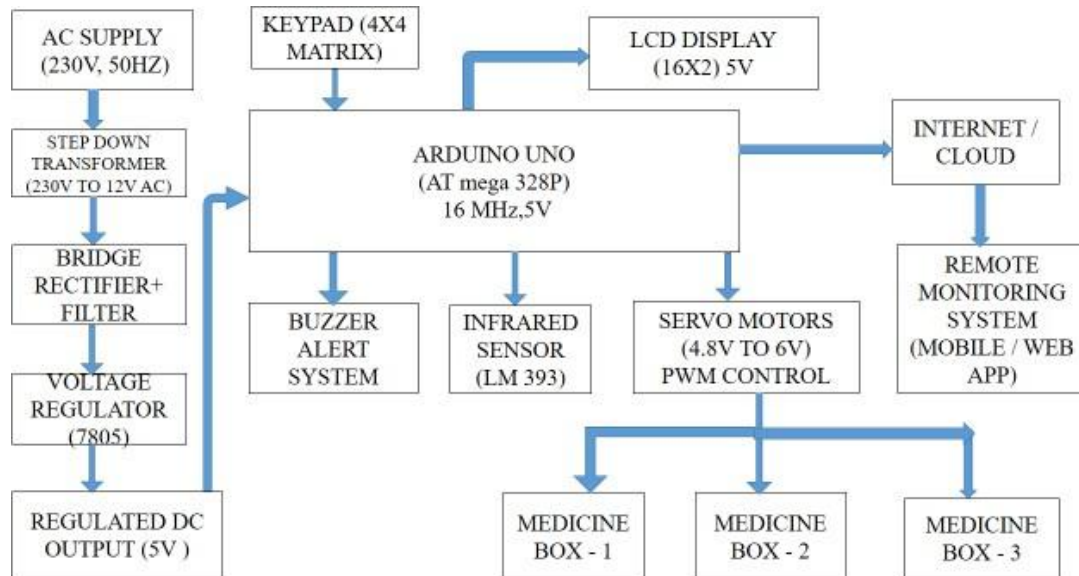 AC SUPPLY
(230V, 50HZ)
STEP DOWN
TRANSFORMER
(230V TO 12V AC)
BRIDGE
RECTIFIER+
FILTER
VOLTAGE
REGULATOR
(7805)
REGULATED DC
OUTPUT (5V )
KEYPAD (4X4
MATRIX)
LCD DISPLAY
(16X2) 5V
ARDUINO UNO
(AT mega 328P)
16 MHz,5V
INTERNET /
CLOUD
BUZZER
ALERT
SYSTEM
INFRARED
SENSOR
(LM 393)
SERVO MOTORS
(4.8V TO 6V)
PWM CONTROL
REMOTE
MONITORING
SYSTEM
(MOBILE / WEB
APP)
MEDICINE
BOX - 1
MEDICINE
BOX - 2
MEDICINE
BOX - 3